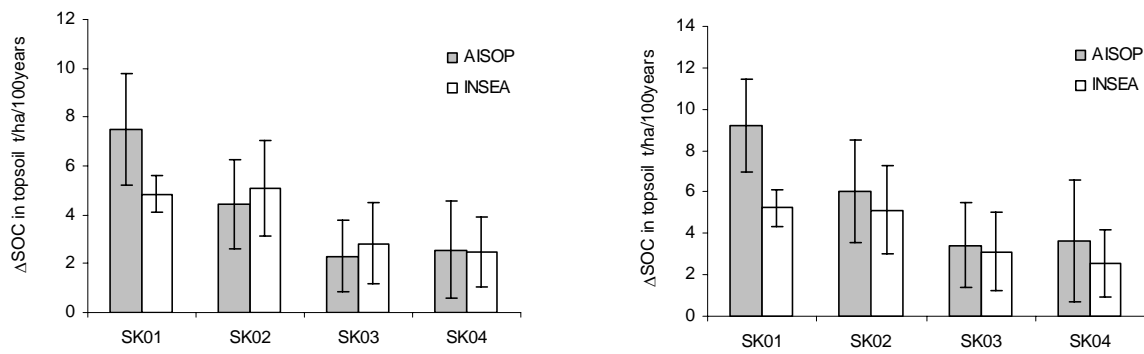 ΔSOC in topsoil t/ha/100years
12
10
8
6
4
2
0
AISOP
INSEA
SK01 SK02 SK03 SK04
ΔSOC in topsoil t/ha/100years
14
12
10
8
6
4
2
0
AISOP
INSEA
SK01 SK02 SK03 SK04